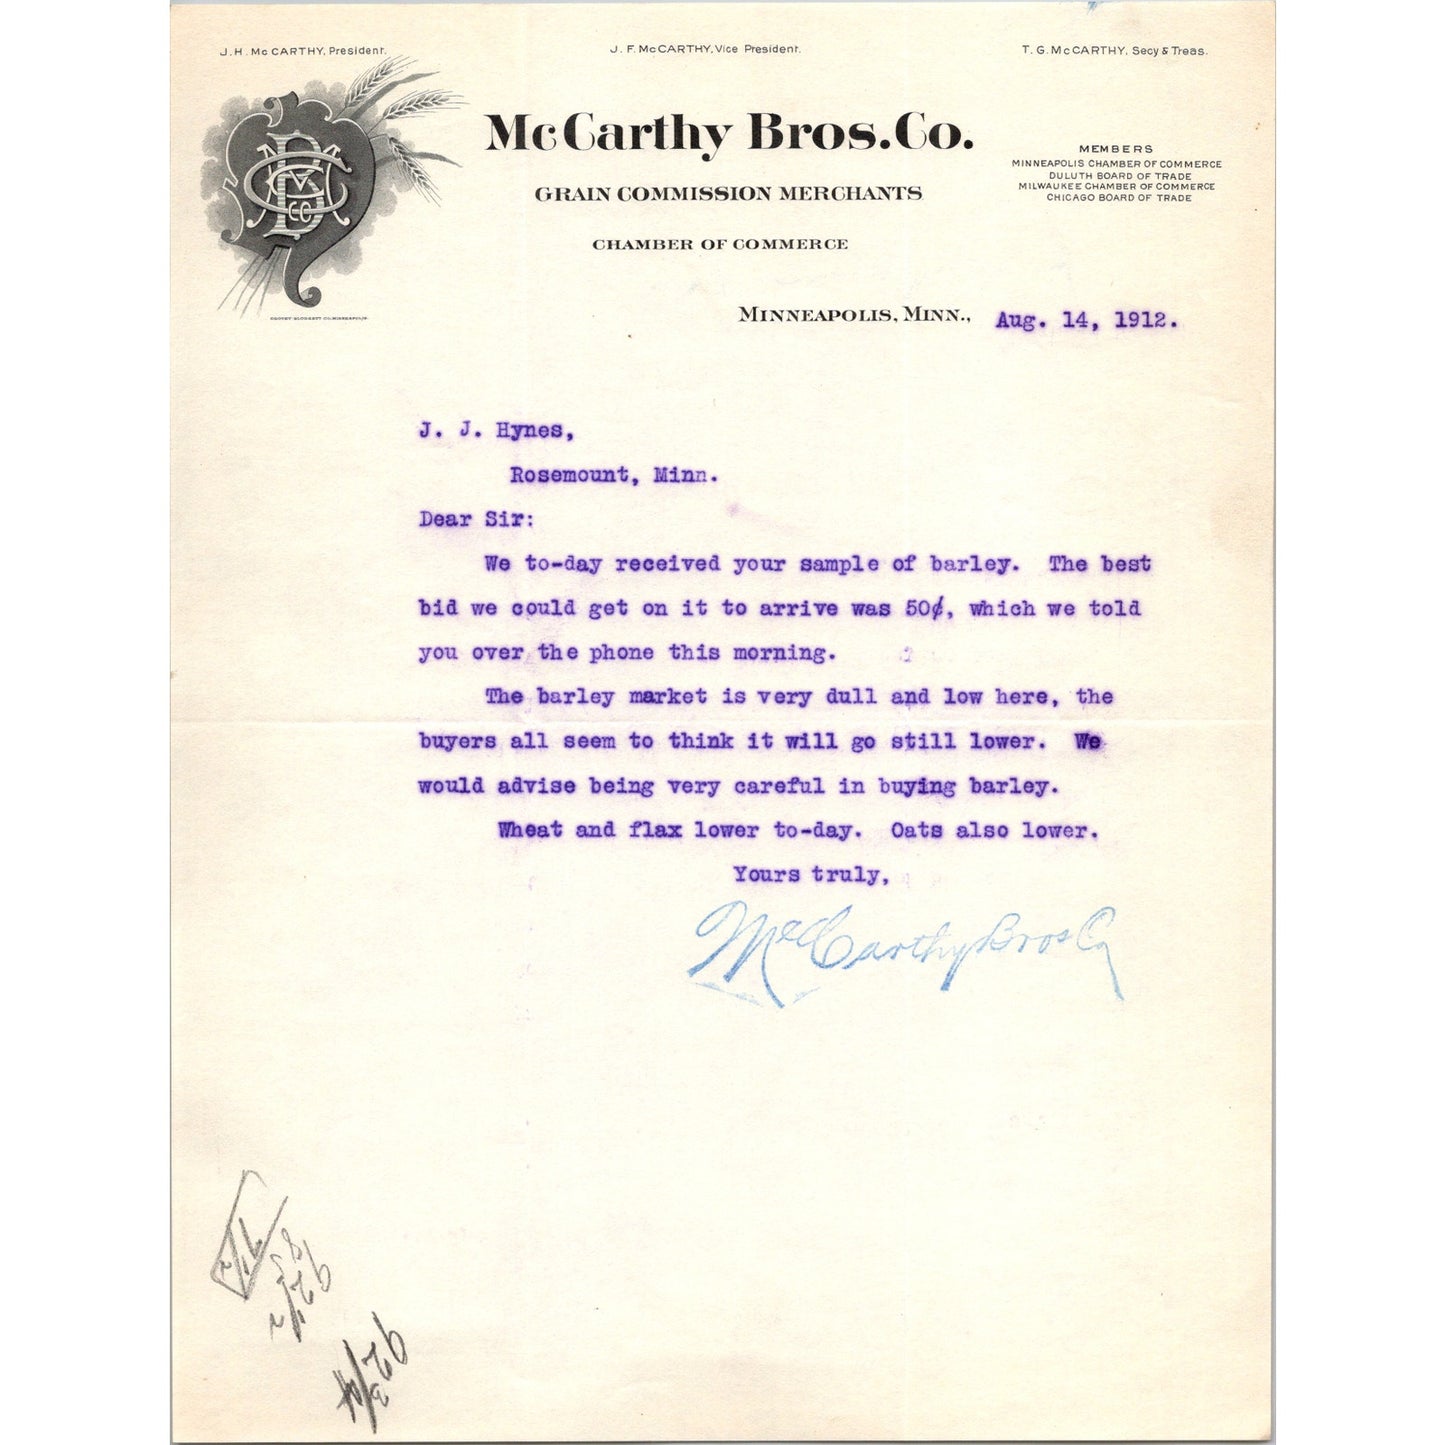 J. H. McCARTHY, President.
J. F. McCARTHY, Vice President.
T. G. McCARTHY, Secy & Treas.
McCarthy Bros. Co.
GRAIN COMMISSION MERCHANTS
CHAMBER OF COMMERCE
MEMBERS
MINNEAPOLIS CHAMBER OF COMMERCE
DULUTH BOARD OF TRADE
MILWAUKEE CHAMBER OF COMMERCE
CHICAGO BOARD OF TRADE
MINNEAPOLIS, MINN., Aug. 14, 1912.
J. J. Hynes,
Rosemount, Minn.
Dear Sir:
We to-day received your sample of barley. The best
bid we could get on it to arrive was 50¢, which we told
you over the phone this morning.
The barley market is very dull and low here, the
buyers all seem to think it will go still lower. We
would advise being very careful in buying barley.
Wheat and flax lower to-day. Oats also lower.
Yours truly,
McCarthy Bros Co
92 1/2
92 3/4